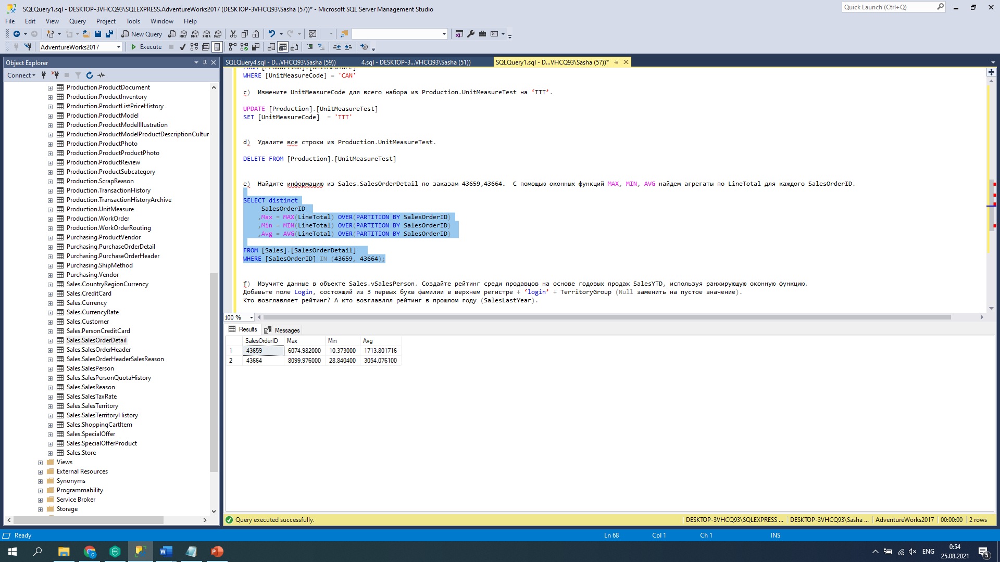 SQLQuery1.sql - DESKTOP-3VHCQ93\SQLEXPRESS.AdventureWorks2017 (DESKTOP-3VHCQ93\Sasha (57))* - Microsoft SQL Server Management Studio
Quick Launch (Ctrl+Q)
File Edit View Query Project Tools Window Help
New Query
AdventureWorks2017
Execute
Object Explorer
Connect
Production.ProductDocument
Production.ProductInventory
Production.ProductListPriceHistory
Production.ProductModel
Production.ProductModelIllustration
Production.ProductModelProductDescriptionCultur
Production.ProductPhoto
Production.ProductProductPhoto
Production.ProductReview
Production.ProductSubcategory
Production.ScrapReason
Production.TransactionHistory
Production.TransactionHistoryArchive
Production.UnitMeasure
Production.WorkOrder
Production.WorkOrderRouting
Purchasing.ProductVendor
Purchasing.PurchaseOrderDetail
Purchasing.PurchaseOrderHeader
Purchasing.ShipMethod
Purchasing.Vendor
Sales.CountryRegionCurrency
Sales.CreditCard
Sales.Currency
Sales.CurrencyRate
Sales.Customer
Sales.PersonCreditCard
Sales.SalesOrderDetail
Sales.SalesOrderHeader
Sales.SalesOrderHeaderSalesReason
Sales.SalesPerson
Sales.SalesPersonQuotaHistory
Sales.SalesReason
Sales.SalesTaxRate
Sales.SalesTerritory
Sales.SalesTerritoryHistory
Sales.ShoppingCartItem
Sales.SpecialOffer
Sales.SpecialOfferProduct
Sales.Store
Views
External Resources
Synonyms
Programmability
Service Broker
Storage
SQLQuery4.sql - D...VHCQ93\Sasha (59))
4.sql - DESKTOP-3...VHCQ93\Sasha (51))
SQLQuery1.sql - D...VHCQ93\Sasha (57))*
FROM [Production].[UnitMeasure]
WHERE [UnitMeasureCode] = 'CAN'
c) Измените UnitMeasureCode для всего набора из Production.UnitMeasureTest на ‘TTT’.
UPDATE [Production].[UnitMeasureTest]
SET [UnitMeasureCode] = 'TTT'
d) Удалите все строки из Production.UnitMeasureTest.
DELETE FROM [Production].[UnitMeasureTest]
e) Найдите информацию из Sales.SalesOrderDetail по заказам 43659,43664. С помощью оконных функций MAX, MIN, AVG найдем агрегаты по LineTotal для каждого SalesOrderID.
SELECT distinct
SalesOrderID
,Max = MAX(LineTotal) OVER(PARTITION BY SalesOrderID)
,Min = MIN(LineTotal) OVER(PARTITION BY SalesOrderID)
,Avg = AVG(LineTotal) OVER(PARTITION BY SalesOrderID)
FROM [Sales].[SalesOrderDetail]
WHERE [SalesOrderID] IN (43659, 43664);
f) Изучите данные в объекте Sales.vSalesPerson. Создайте рейтинг среди продавцов на основе годовых продаж SalesYTD, используя ранжирующую оконную функцию.
Добавьте поле Login, состоящий из 3 первых букв фамилии в верхнем регистре + ‘login’ + TerritoryGroup (Null заменить на пустое значение).
Кто возглавляет рейтинг? А кто возглавлял рейтинг в прошлом году (SalesLastYear).
100 %
Results Messages
SalesOrderID Max Min Avg
1 43659 6074.982000 10.373000 1713.801716
2 43664 8099.976000 28.840400 3054.076100
Query executed successfully.
DESKTOP-3VHCQ93\SQLEXPRESS ... DESKTOP-3VHCQ93\Sasha ... AdventureWorks2017 00:00:00 2 rows
Ready
Ln 68 Col 1 Ch 1 INS
ENG
0:54
25.08.2021
5